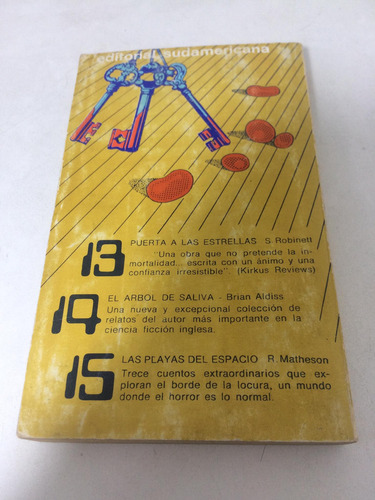 editorial sudamericana
13 PUERTA A LAS ESTRELLAS S. Robinett
"Una obra que no pretende la in-
mortalidad... escrita con un ánimo y una
confianza irresistible". (Kirkus Reviews)
14 EL ARBOL DE SALIVA - Brian Aldiss
Una nueva y excepcional colección de
relatos del autor más importante en la
ciencia ficción inglesa.
15 LAS PLAYAS DEL ESPACIO R. Matheson
Trece cuentos extraordinarios que ex-
ploran el borde de la locura, un mundo
donde el horror es lo normal.